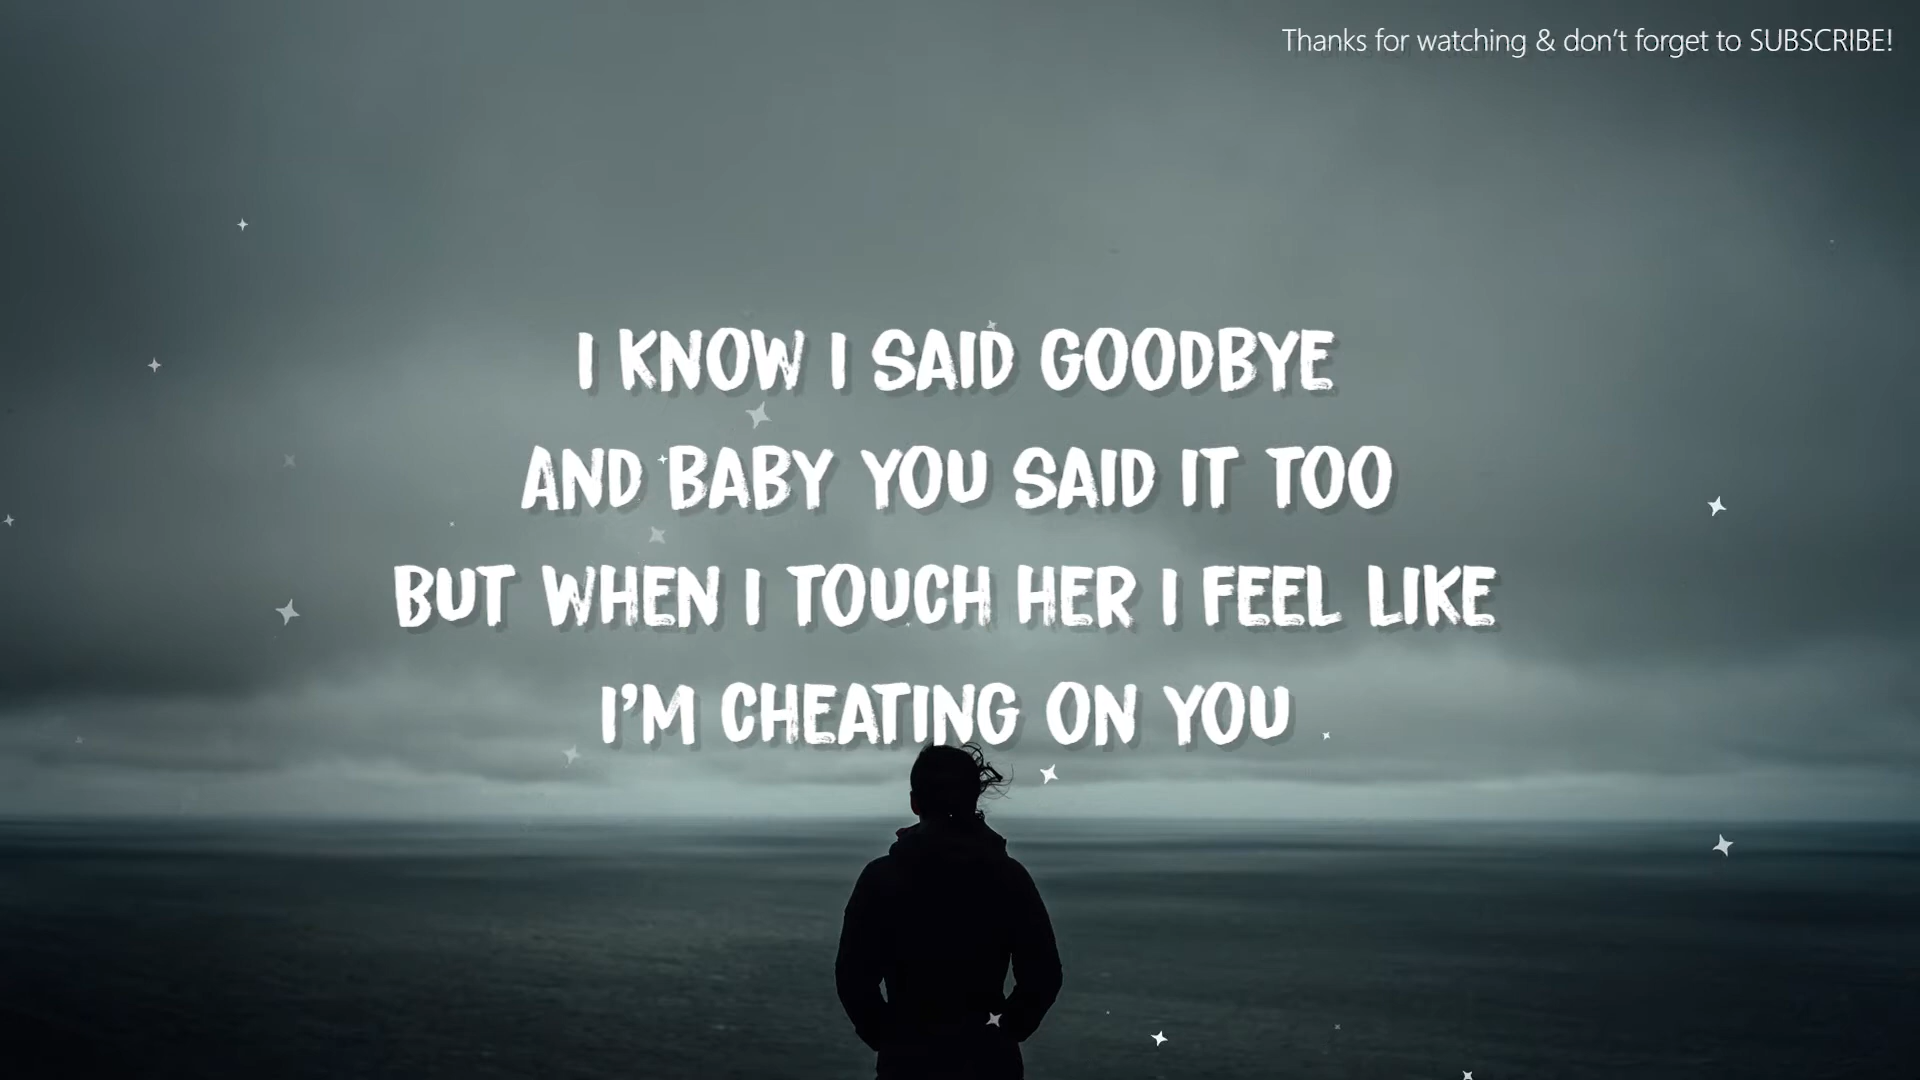 Thanks for watching & don't forget to SUBSCRIBE!
I KNOW I SAID GOODBYE
AND BABY YOU SAID IT TOO
BUT WHEN I TOUCH HER I FEEL LIKE
I'M CHEATING ON YOU